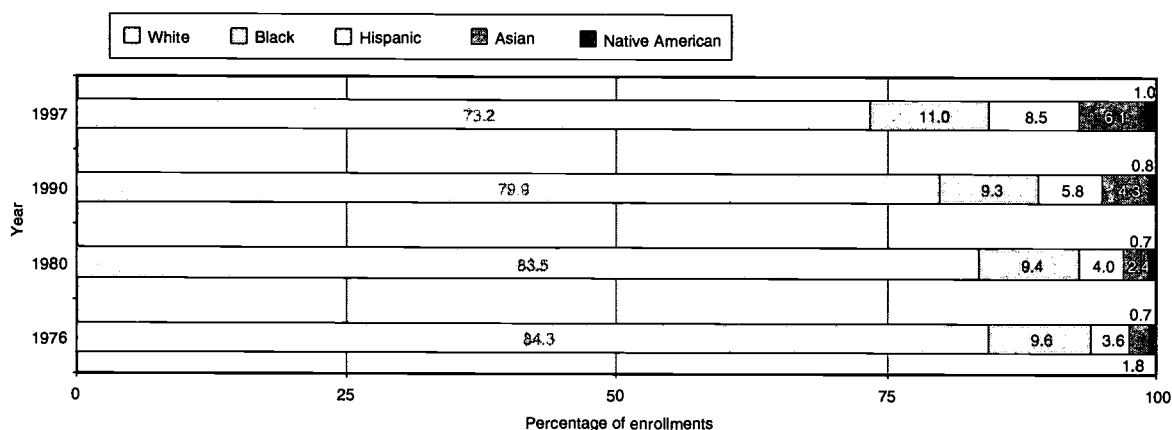 White Black Hispanic Asian Native American
1.0
1997 73.2 11.0 8.5 6.1
0.8
1990 79.9 9.3 5.8 4.3
0.7
1980 83.5 9.4 4.0 2.4
0.7
1976 84.3 9.6 3.6
1.8
0 25 50 75 100
Year
Percentage of enrollments